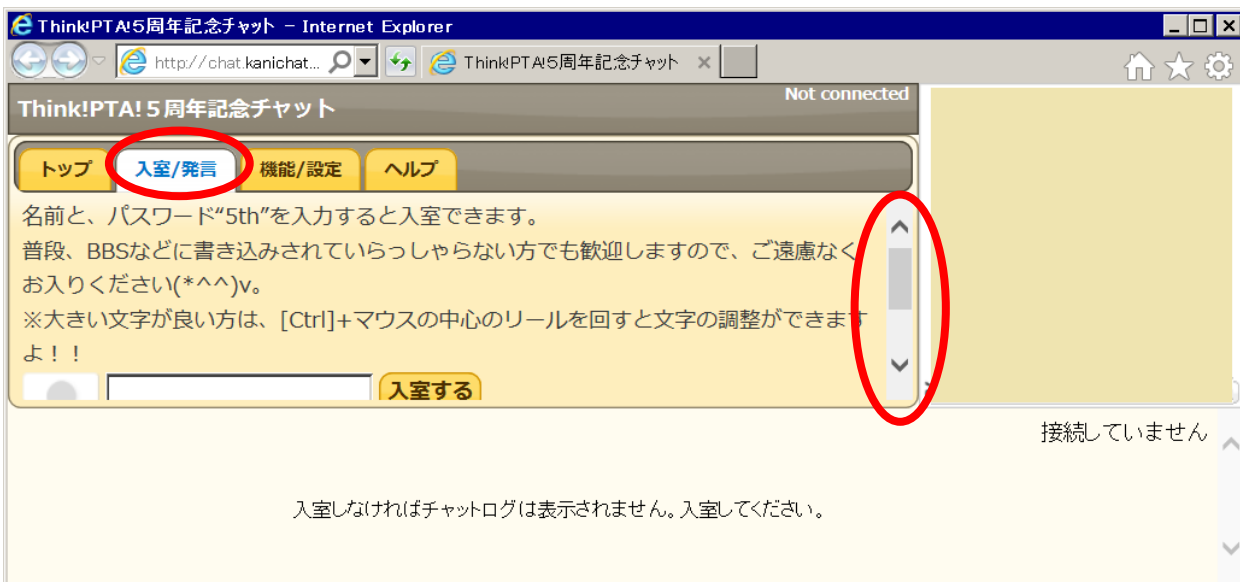 Think!PTA!5周年記念チャット - Internet Explorer
http://chat.kanichat...
Think!PTA!5周年記念チャット
Think!PTA!５周年記念チャット
Not connected
トップ
入室/発言
機能/設定
ヘルプ
名前と、パスワード“5th”を入力すると入室できます。
普段、BBSなどに書き込みされていらっしゃらない方でも歓迎しますので、ご遠慮なく
お入りください(*^^)v。
※大きい文字が良い方は、[Ctrl]+マウスの中心のリールを回すと文字の調整ができます
よ！！
入室する
接続していません
入室しなければチャットログは表示されません。入室してください。